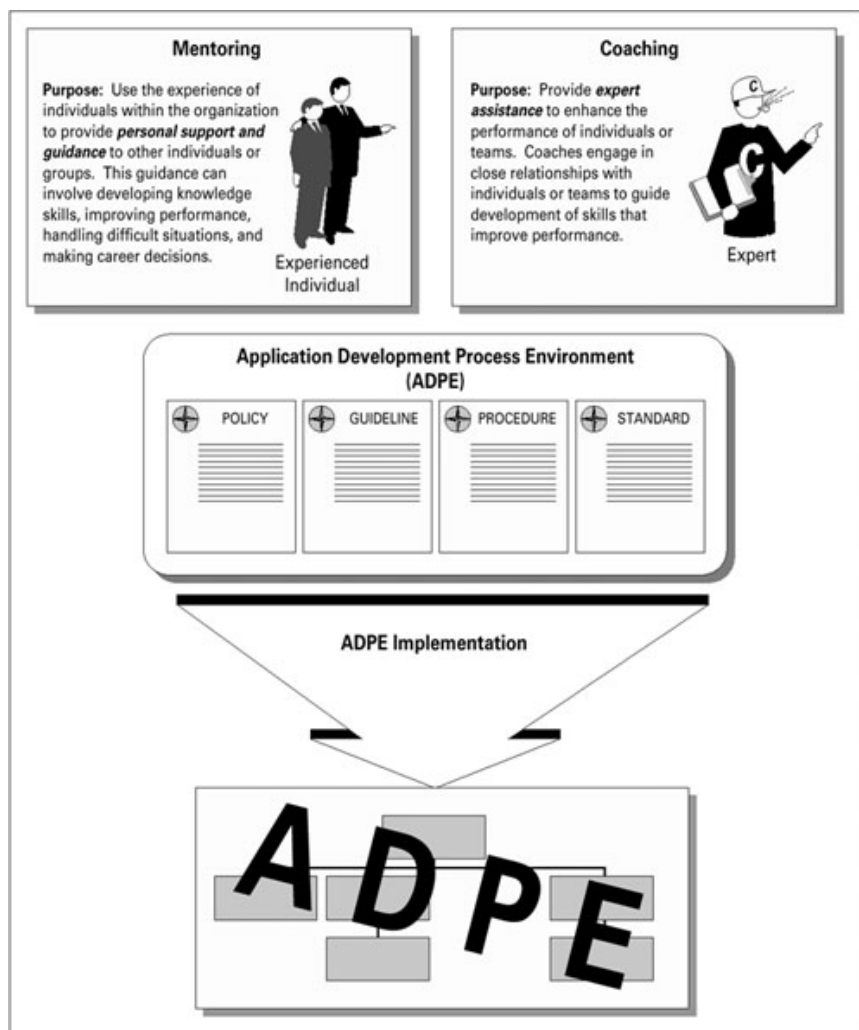 Mentoring
Purpose: Use the experience of
individuals within the organization
to provide personal support and
guidance to other individuals or
groups. This guidance can
involve developing knowledge
skills, improving performance,
handling difficult situations, and
making career decisions.
Experienced
Individual
Coaching
Purpose: Provide expert
assistance to enhance the
performance of individuals or
teams. Coaches engage in
close relationships with
individuals or teams to guide
development of skills that
improve performance.
C
C
Expert
Application Development Process Environment
(ADPE)
POLICY
GUIDELINE
PROCEDURE
STANDARD
ADPE Implementation
ADPE